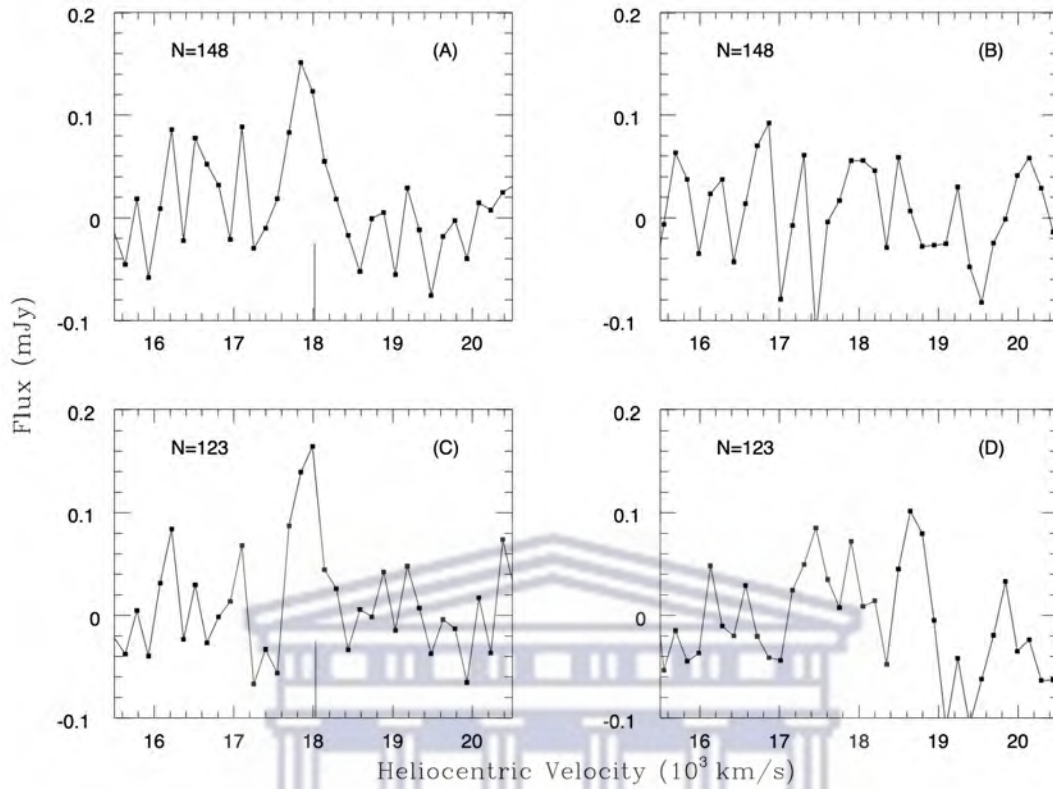 0.2
N=148
(A)
0.1
0
-0.1
16 17 18 19 20
0.2
N=148
(B)
0.1
0
-0.1
16 17 18 19 20
Flux (mJy)
0.2
N=123
(C)
0.1
0
-0.1
16 17 18 19 20
0.2
N=123
(D)
0.1
0
-0.1
16 17 18 19 20
Heliocentric Velocity (10³ km/s)